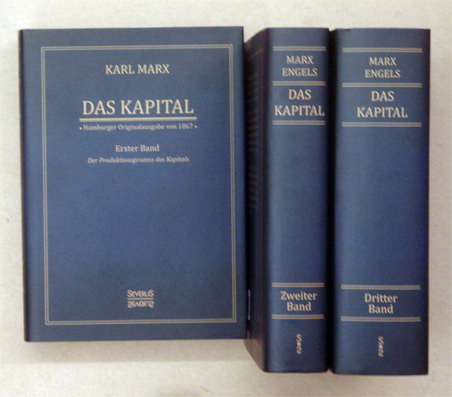 KARL MARX
DAS KAPITAL
• Hamburger Originalausgabe von 1867 •
Erster Band
Der Produktionsprozess des Kapitals
SEVERUS
SEVERUS
MARX
ENGELS
DAS
KAPITAL
Zweiter
Band
MARX
ENGELS
DAS
KAPITAL
Dritter
Band